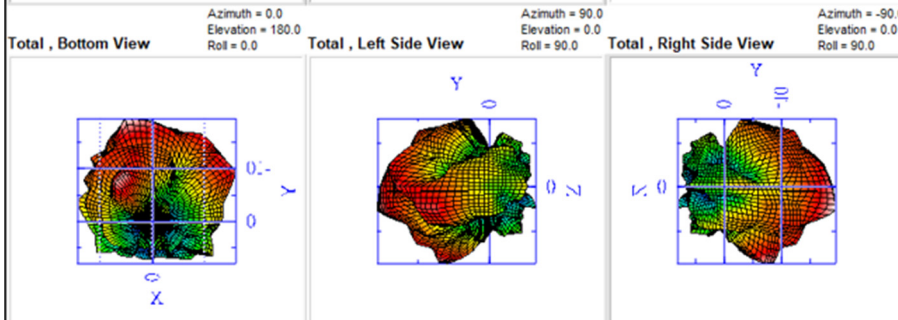 Azimuth = 0.0
Elevation = 180.0
Total , Bottom View Roll = 0.0
Azimuth = 90.0
Elevation = 0.0
Total , Left Side View Roll = 90.0
Azimuth = -90.
Elevation = 0.0
Total , Right Side View Roll = 90.0
Y
0
Y
0
-10
-10
0
Y
0
X
0
Z
Z
0